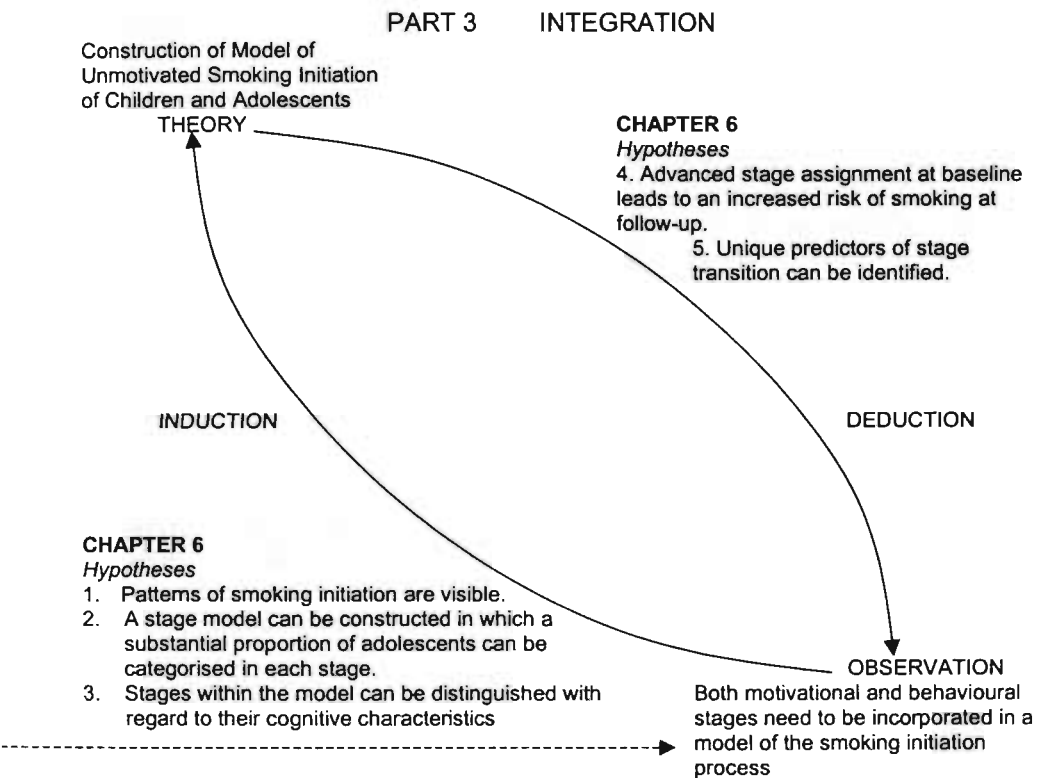 PART 3 INTEGRATION
Construction of Model of
Unmotivated Smoking Initiation
of Children and Adolescents
THEORY
CHAPTER 6
Hypotheses
4. Advanced stage assignment at baseline
leads to an increased risk of smoking at
follow-up.
5. Unique predictors of stage
transition can be identified.
INDUCTION
DEDUCTION
CHAPTER 6
Hypotheses
1. Patterns of smoking initiation are visible.
2. A stage model can be constructed in which a
substantial proportion of adolescents can be
categorised in each stage.
3. Stages within the model can be distinguished with
regard to their cognitive characteristics
OBSERVATION
Both motivational and behavioural
stages need to be incorporated in a
model of the smoking initiation
process